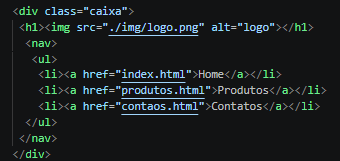 <div class="caixa">
<h1><img src="./img/logo.png" alt="logo"></h1>
<nav>
<ul>
<li><a href="index.html">Home</a></li>
<li><a href="produtos.html">Produtos</a></li>
<li><a href="contaos.html">Contatos</a></li>
</ul>
</nav>
</div>